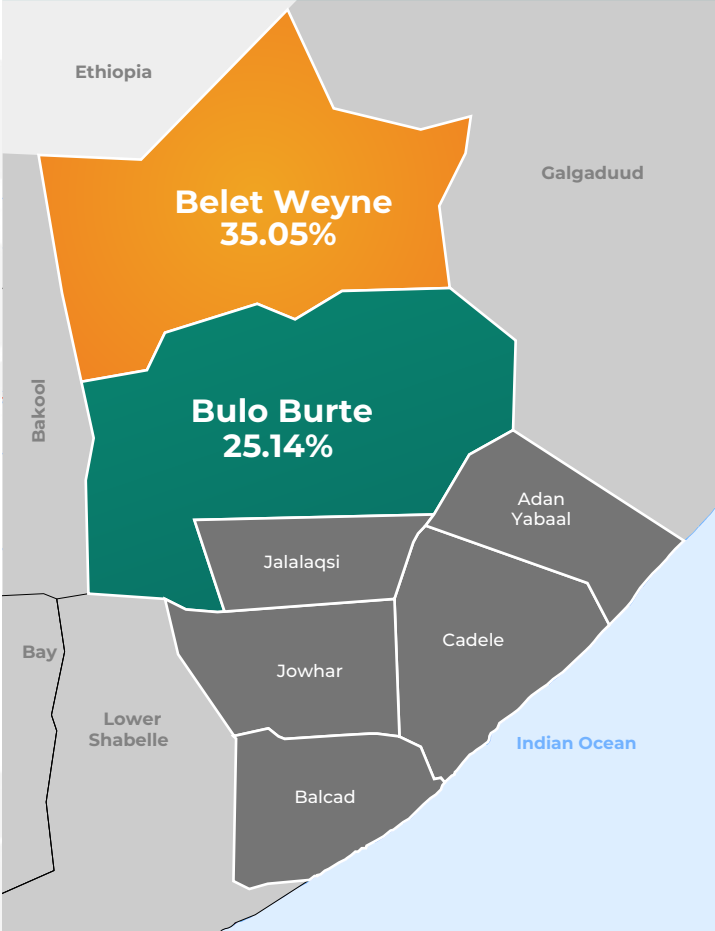 Ethiopia
Galgaduud
Belet Weyne
35.05%
Bakool
Bulo Burte
25.14%
Adan
Yabaal
Jalalaqsi
Cadele
Bay
Jowhar
Lower
Shabelle
Indian Ocean
Balcad